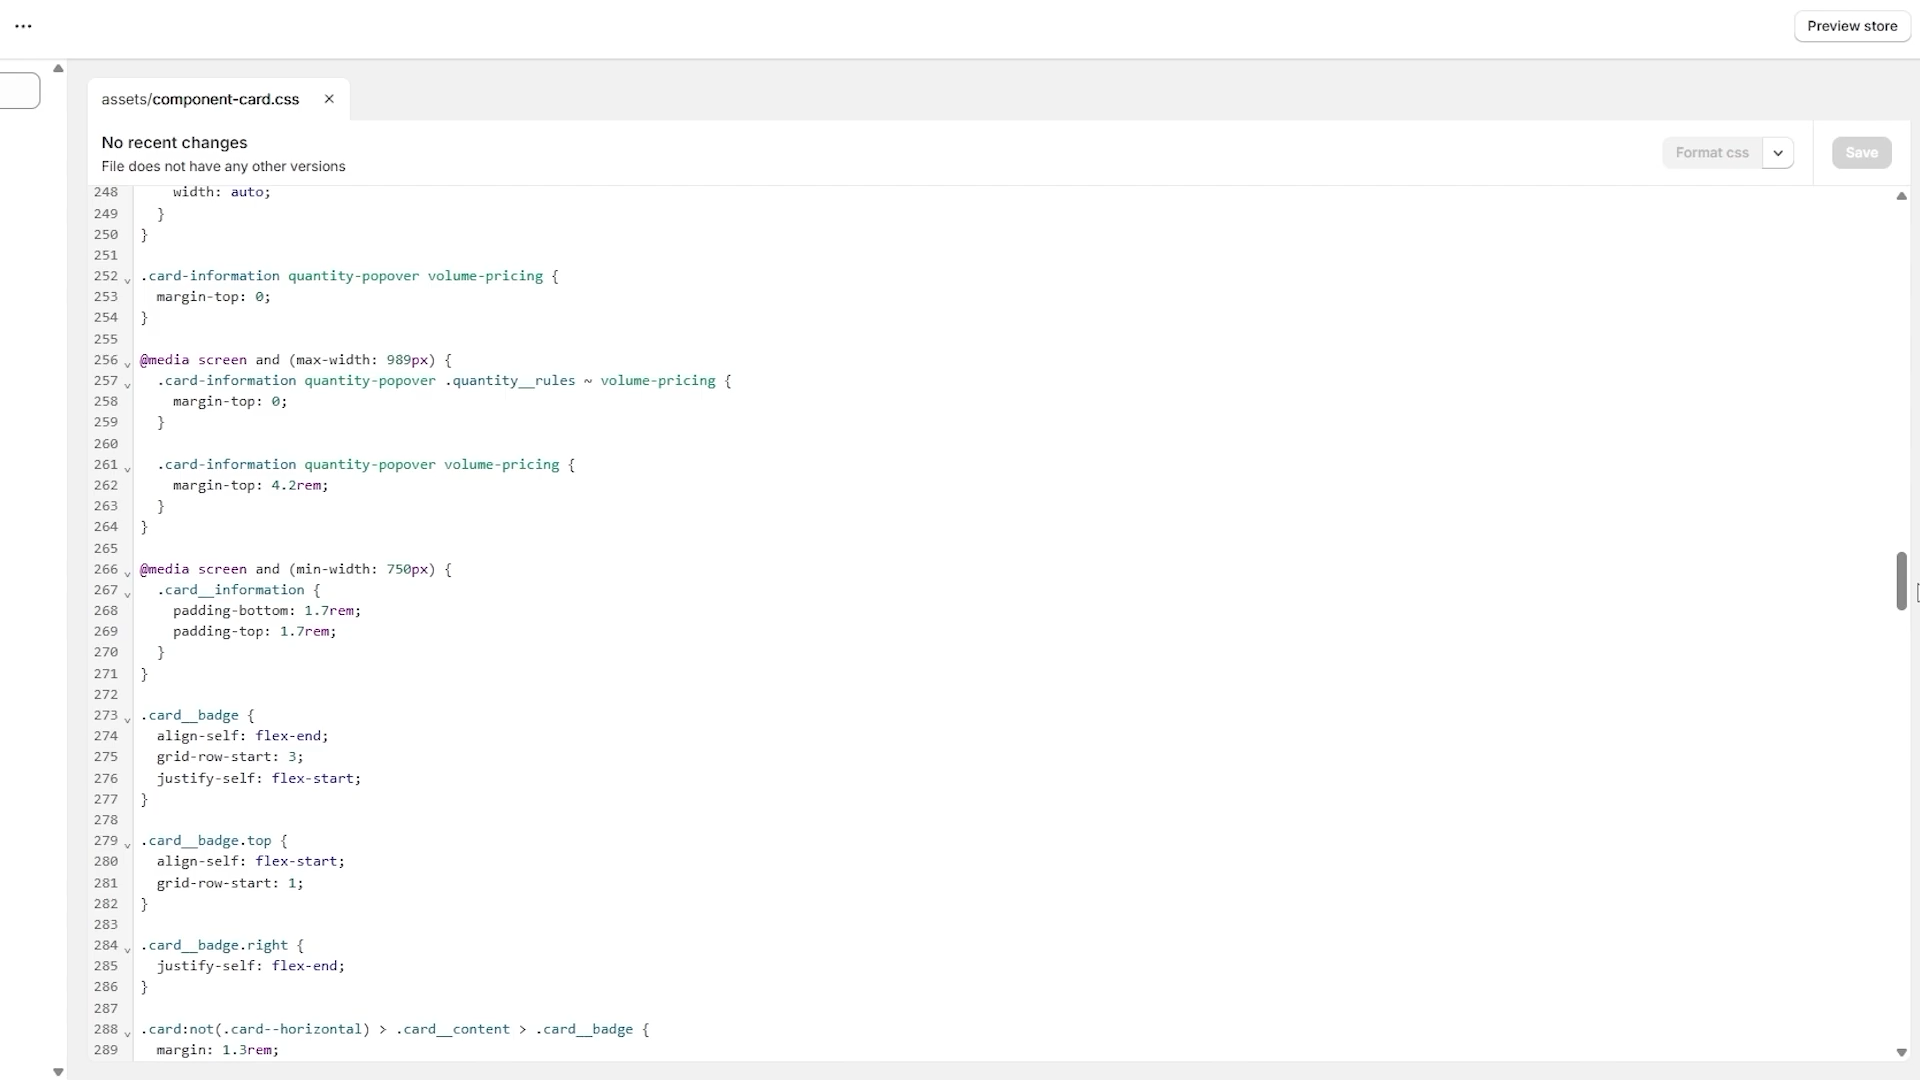 ...
Preview store
assets/component-card.css ×
No recent changes
File does not have any other versions
Format css
Save
248 width: auto;
249 }
250 }
251
252 .card-information quantity-popover volume-pricing {
253 margin-top: 0;
254 }
255
256 @media screen and (max-width: 989px) {
257 .card-information quantity-popover .quantity__rules ~ volume-pricing {
258 margin-top: 0;
259 }
260
261 .card-information quantity-popover volume-pricing {
262 margin-top: 4.2rem;
263 }
264 }
265
266 @media screen and (min-width: 750px) {
267 .card__information {
268 padding-bottom: 1.7rem;
269 padding-top: 1.7rem;
270 }
271 }
272
273 .card__badge {
274 align-self: flex-end;
275 grid-row-start: 3;
276 justify-self: flex-start;
277 }
278
279 .card__badge.top {
280 align-self: flex-start;
281 grid-row-start: 1;
282 }
283
284 .card__badge.right {
285 justify-self: flex-end;
286 }
287
288 .card:not(.card--horizontal) > .card__content > .card__badge {
289 margin: 1.3rem;